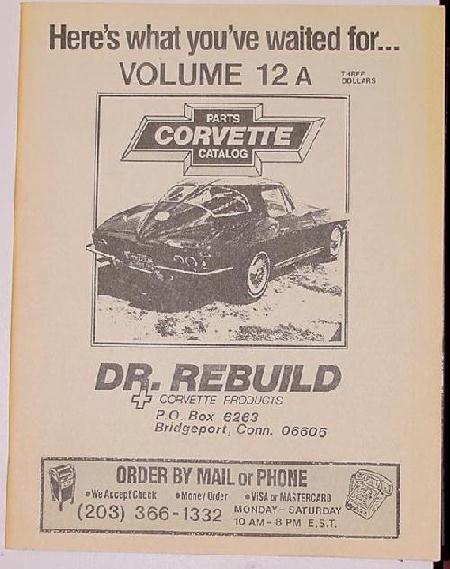 Here's what you've waited for...
VOLUME 12 A
THREE
DOLLARS
PARTS
CORVETTE
CATALOG
DR. REBUILD
CORVETTE PRODUCTS
P.O. Box 6263
Bridgeport, Conn. 06606
ORDER BY MAIL or PHONE
• We Accept Check • Money Order • VISA or MASTERCARD
(203) 366-1332
MONDAY - SATURDAY
10 AM - 8 PM E.S.T.